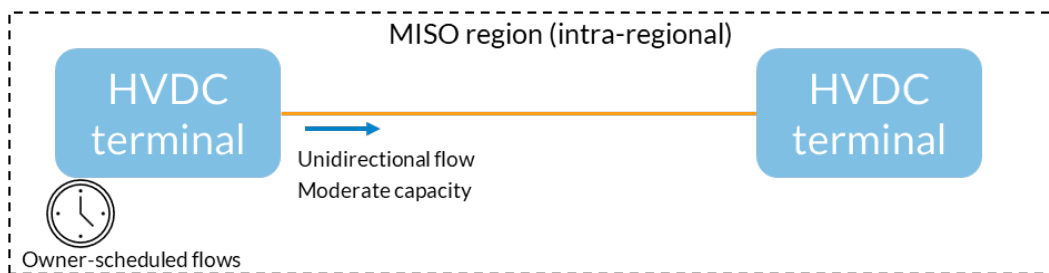 MISO region (intra-regional)
HVDC
terminal
HVDC
terminal
Unidirectional flow
Moderate capacity
Owner-scheduled flows